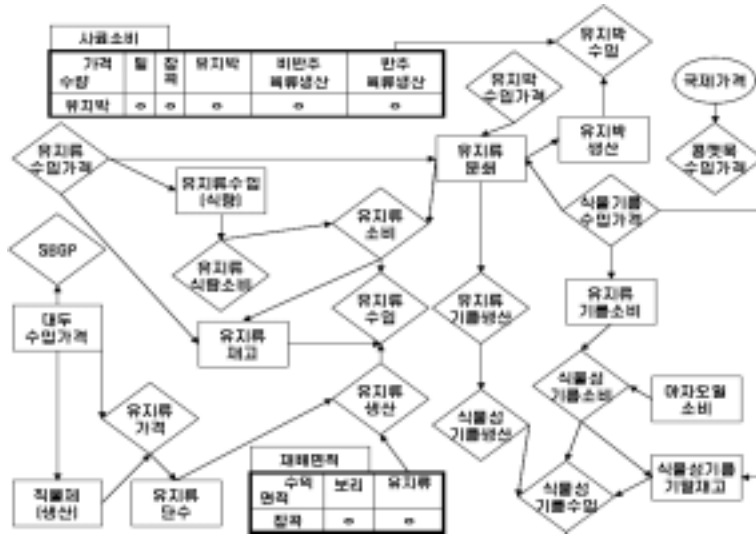 사료소비
가격
수량
밀
잡곡
유지박
비반추
육류생산
반추
육류생산
유지박
유지박
수입
유지박
수입가격
국제가격
유지류
수입가격
유지류
분쇄
유지박
생산
수입가격
유지류수입
(식량)
유지류
소비
식물기름
수입가격
SBGP
유지류
식량소비
유지류
수입
유지류
기름생산
유지류
기름소비
대두
수입가격
유지류
재고
식물성
기름소비
야자오일
소비
유지류
가격
유지류
생산
식물성
기름생산
재배면적
수익
면적
보리
유지류
잡곡
(생산)
유지류
단수
식물성
기름수입
식물성기름
기말재고